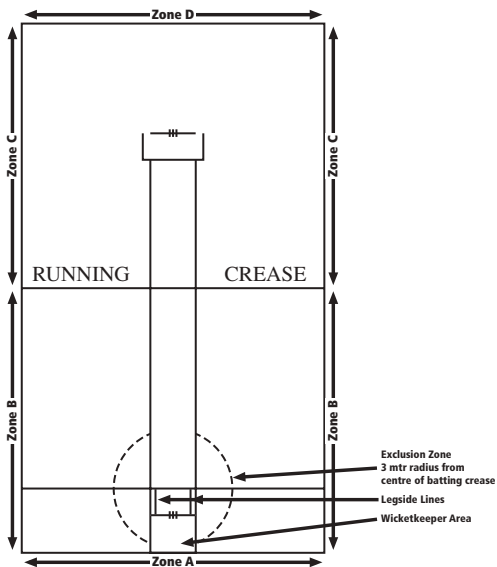 Zone D
Zone C
Zone C
RUNNING
CREASE
Zone B
Zone B
Exclusion Zone
3 mtr radius from
centre of batting crease
Legside Lines
Wicketkeeper Area
Zone A